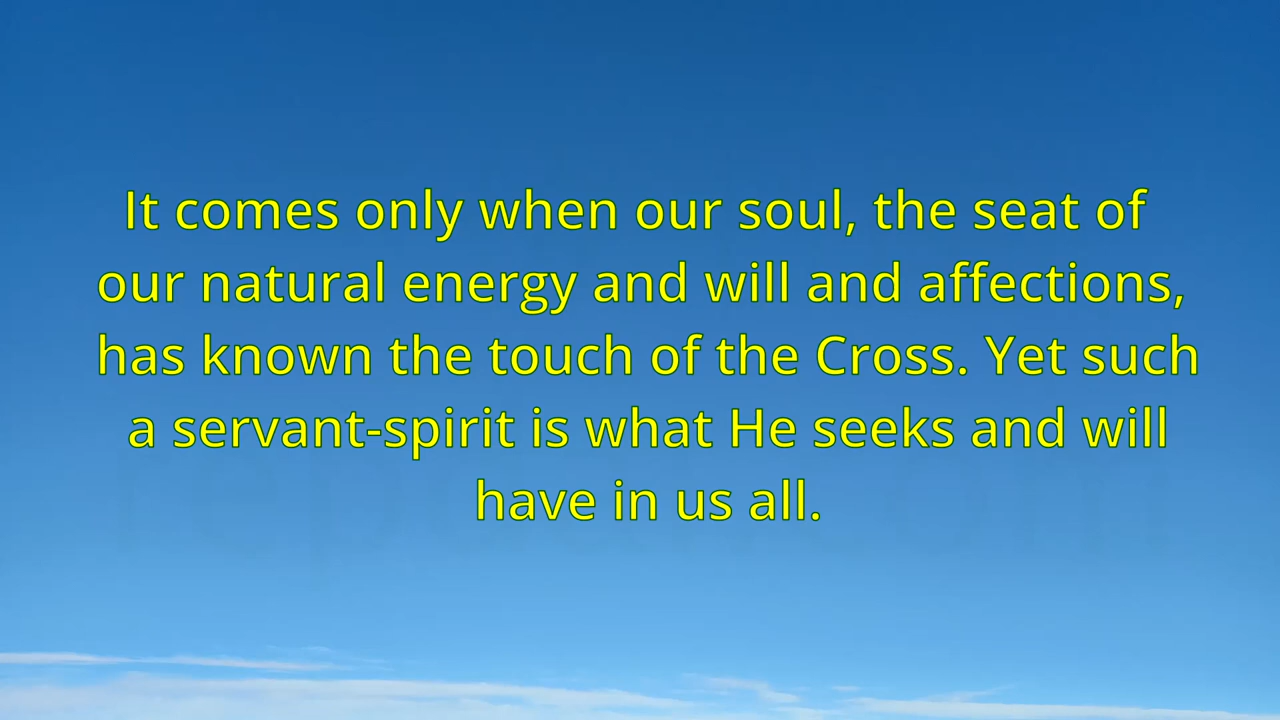 It comes only when our soul, the seat of
our natural energy and will and affections,
has known the touch of the Cross. Yet such
a servant-spirit is what He seeks and will
have in us all.